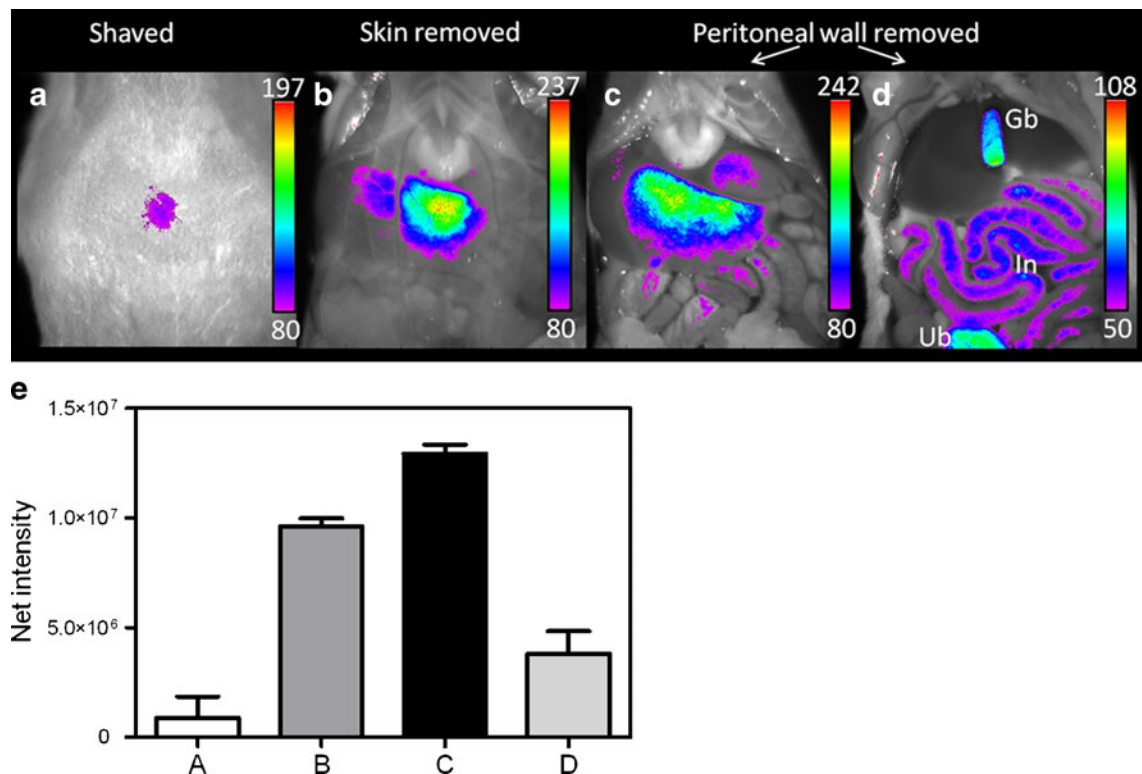 Shaved
Skin removed
Peritoneal wall removed
a
197
80
b
237
80
c
242
80
d
108
50
Gb
In
Ub
e
Net intensity
1.5×10⁷
1.0×10⁷
5.0×10⁶
0
A
B
C
D